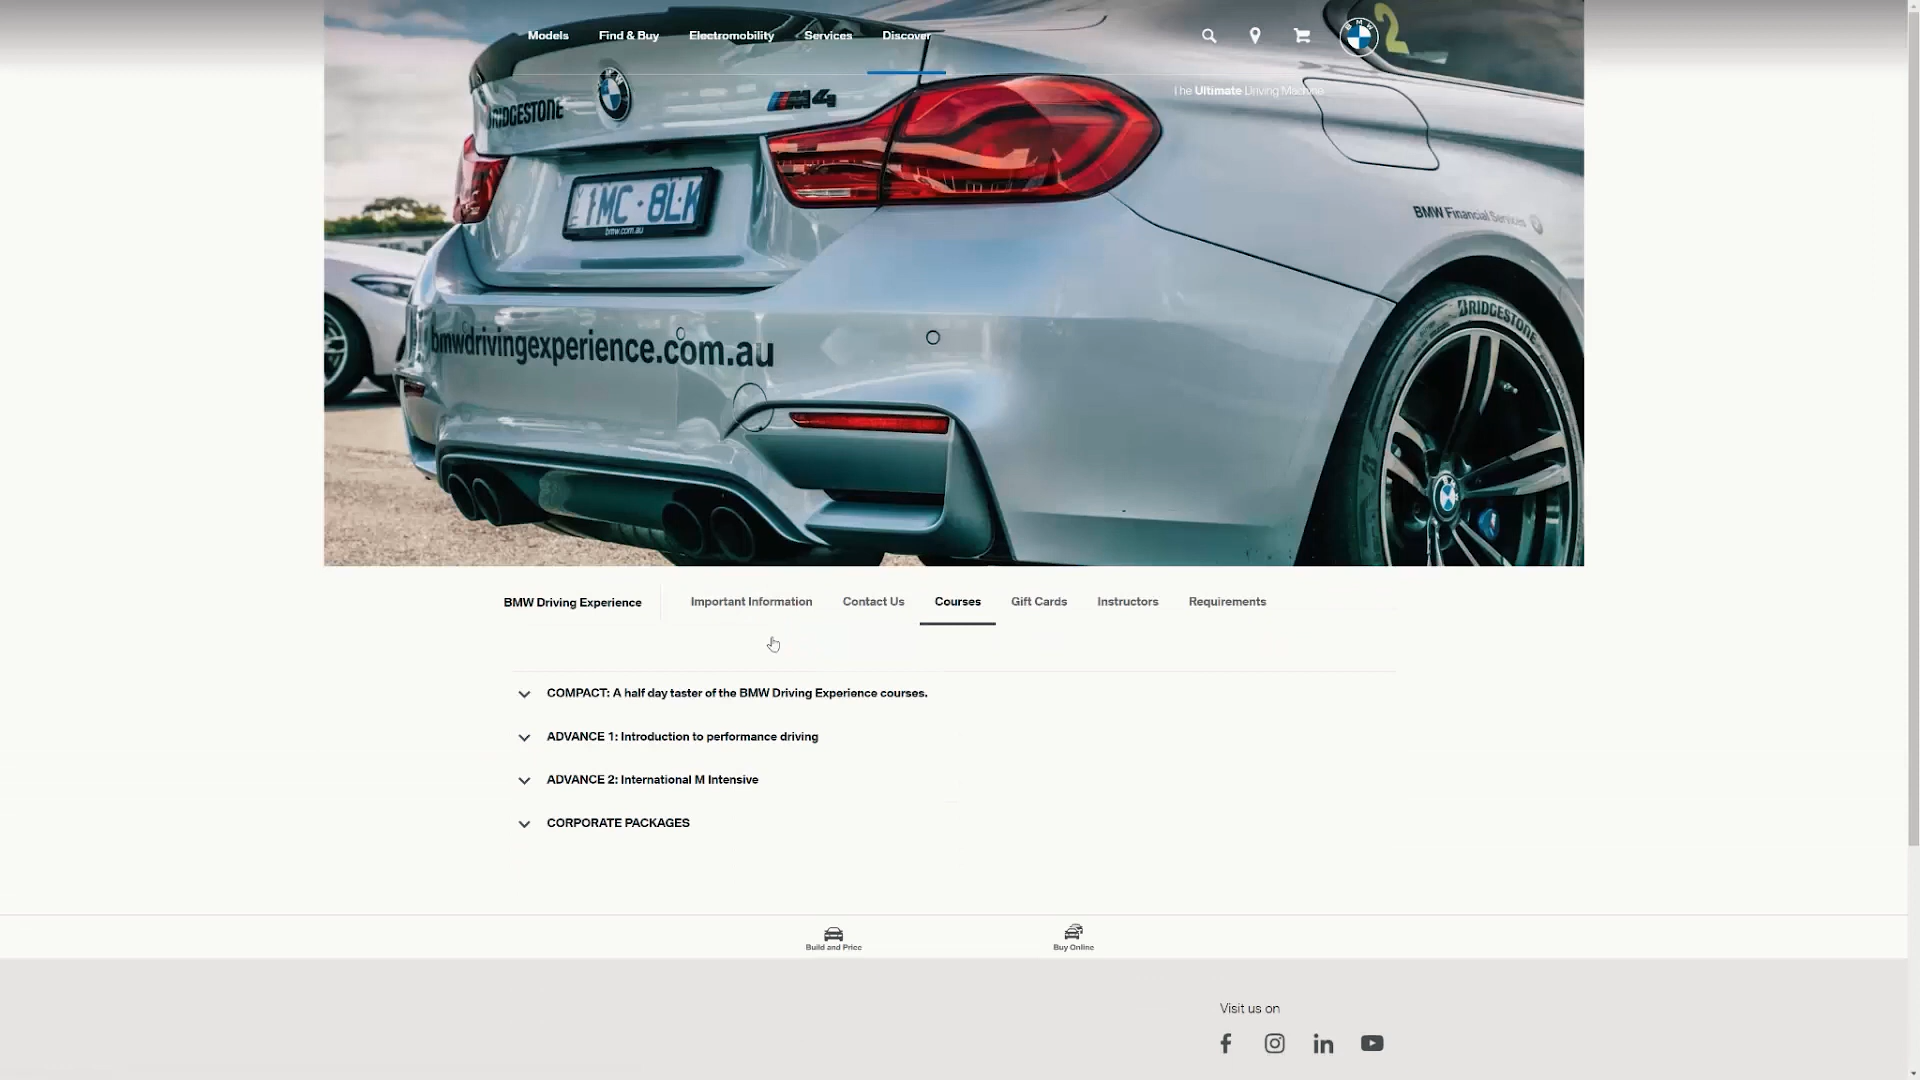 Models Find & Buy Electromobility Services Discover
The Ultimate Driving Machine
BRIDGESTONE
M4
2
1MC·8LK
bmw.com.au
BMW Financial Services
BRIDGESTONE
bmwdrivingexperience.com.au
BMW Driving Experience
Important Information Contact Us Courses Gift Cards Instructors Requirements
COMPACT: A half day taster of the BMW Driving Experience courses.
ADVANCE 1: Introduction to performance driving
ADVANCE 2: International M Intensive
CORPORATE PACKAGES
Build and Price
Buy Online
Visit us on